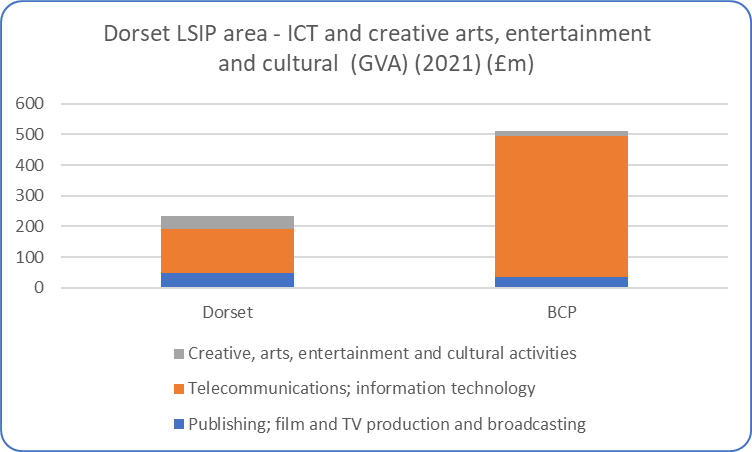 Dorset LSIP area - ICT and creative arts, entertainment
and cultural (GVA) (2021) (£m)
600
500
400
300
200
100
0
Dorset BCP
Creative, arts, entertainment and cultural activities
Telecommunications; information technology
Publishing; film and TV production and broadcasting